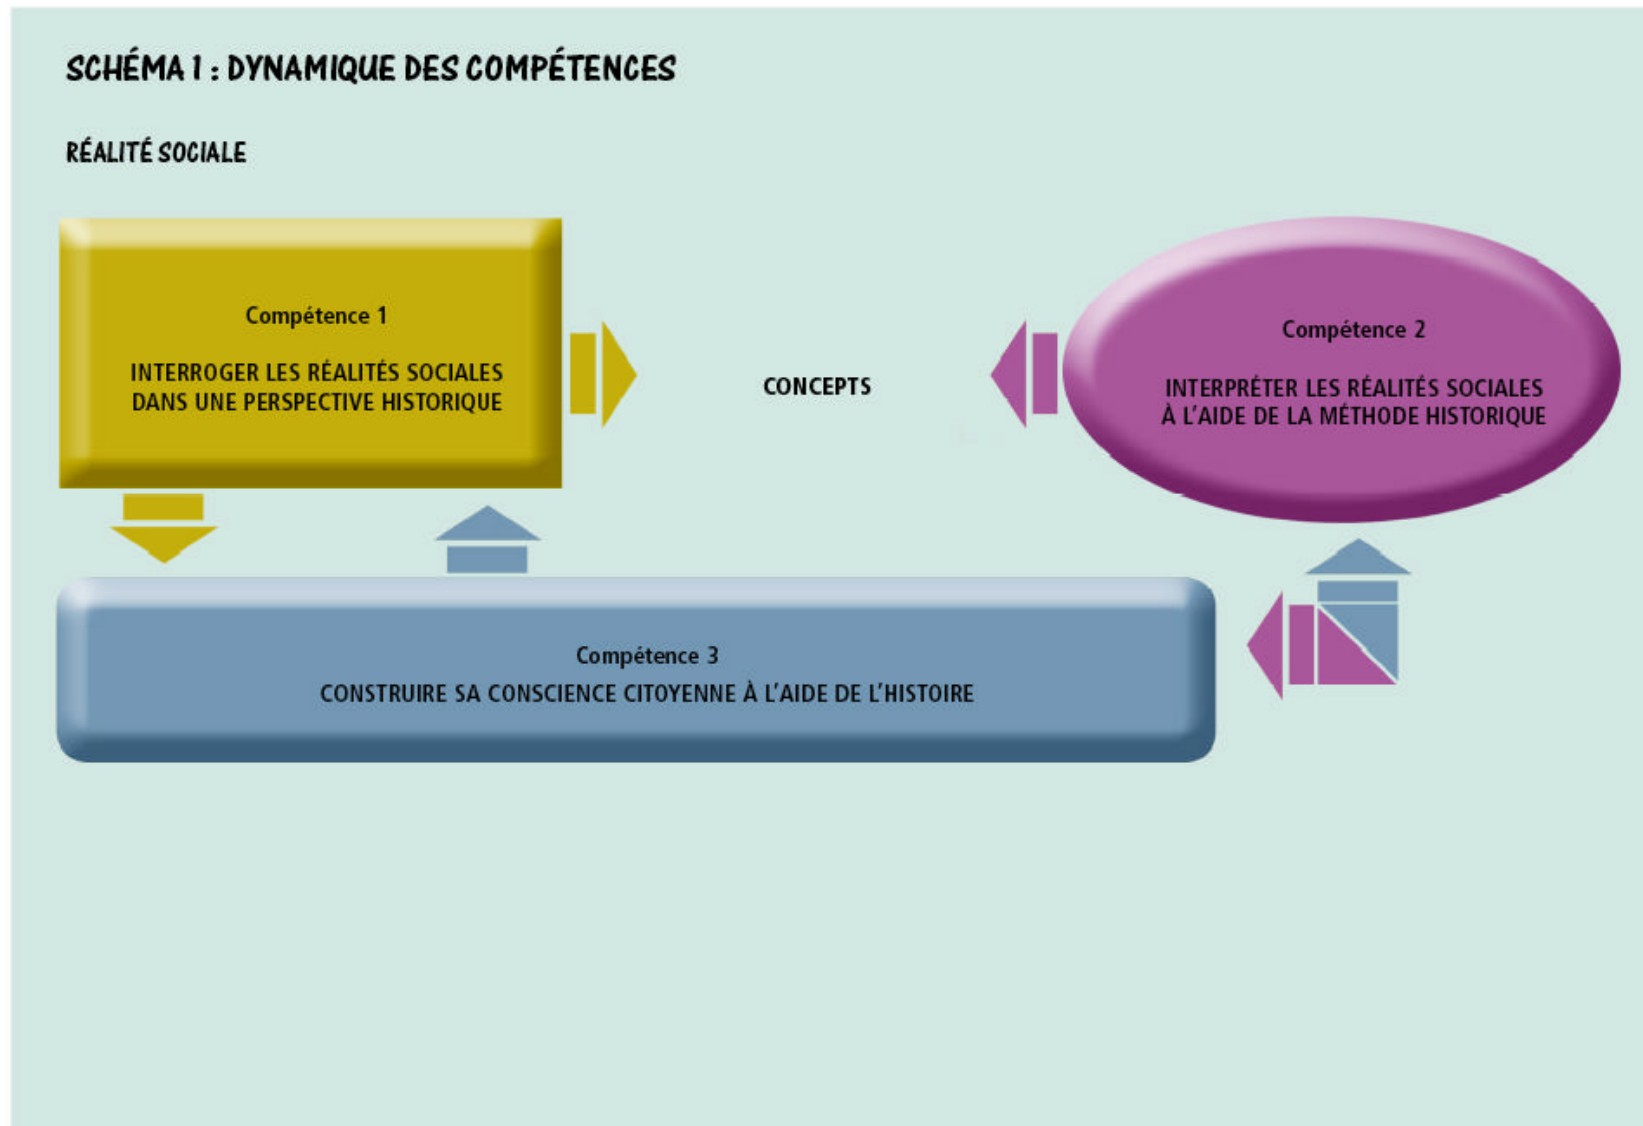 SCHÉMA 1 : DYNAMIQUE DES COMPÉTENCES
RÉALITÉ SOCIALE
Compétence 1
INTERROGER LES RÉALITÉS SOCIALES
DANS UNE PERSPECTIVE HISTORIQUE
CONCEPTS
Compétence 2
INTERPRÉTER LES RÉALITÉS SOCIALES
À L'AIDE DE LA MÉTHODE HISTORIQUE
Compétence 3
CONSTRUIRE SA CONSCIENCE CITOYENNE À L'AIDE DE L'HISTOIRE